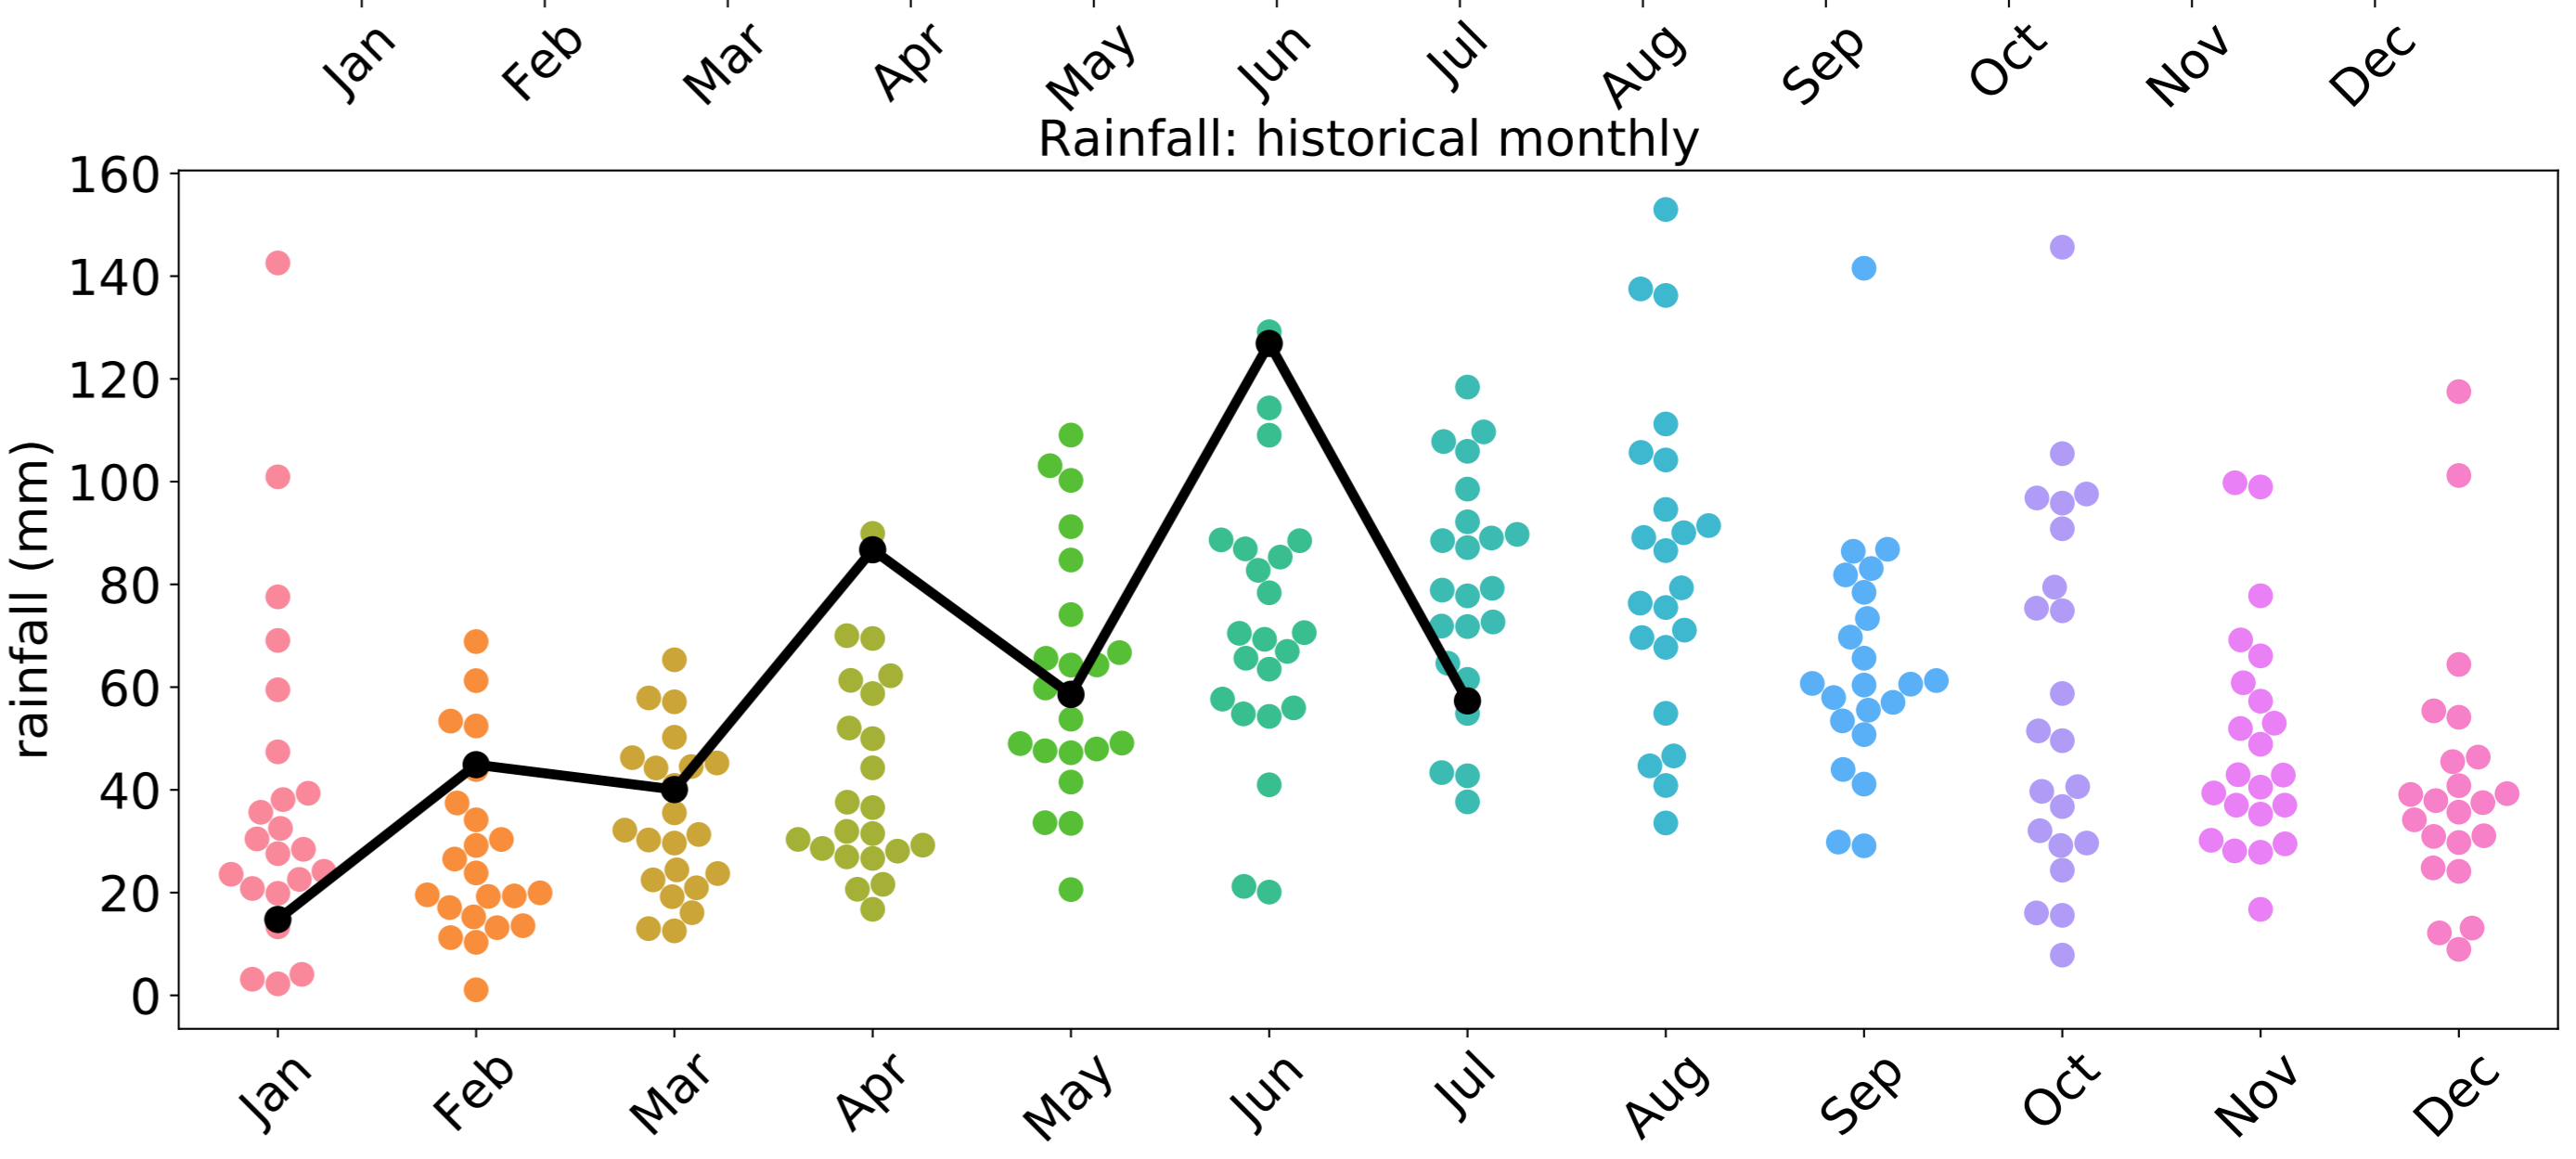 Jan Feb Mar Apr May Jun Jul Aug Sep Oct Nov Dec
Rainfall: historical monthly
160
140
120
100
80
60
40
20
0
rainfall (mm)
Jan Feb Mar Apr May Jun Jul Aug Sep Oct Nov Dec